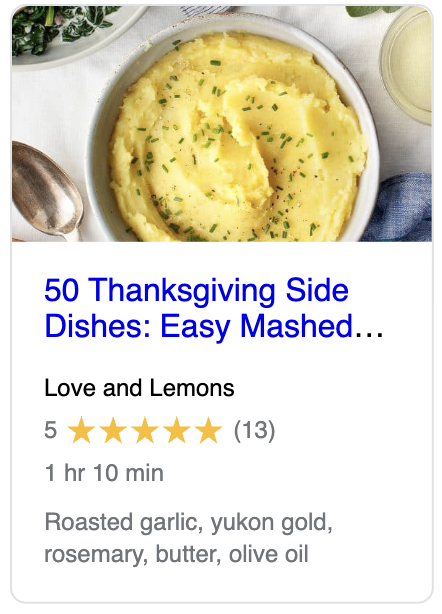 50 Thanksgiving Side
Dishes: Easy Mashed...
Love and Lemons
5 ★★★★★ (13)
1 hr 10 min
Roasted garlic, yukon gold,
rosemary, butter, olive oil